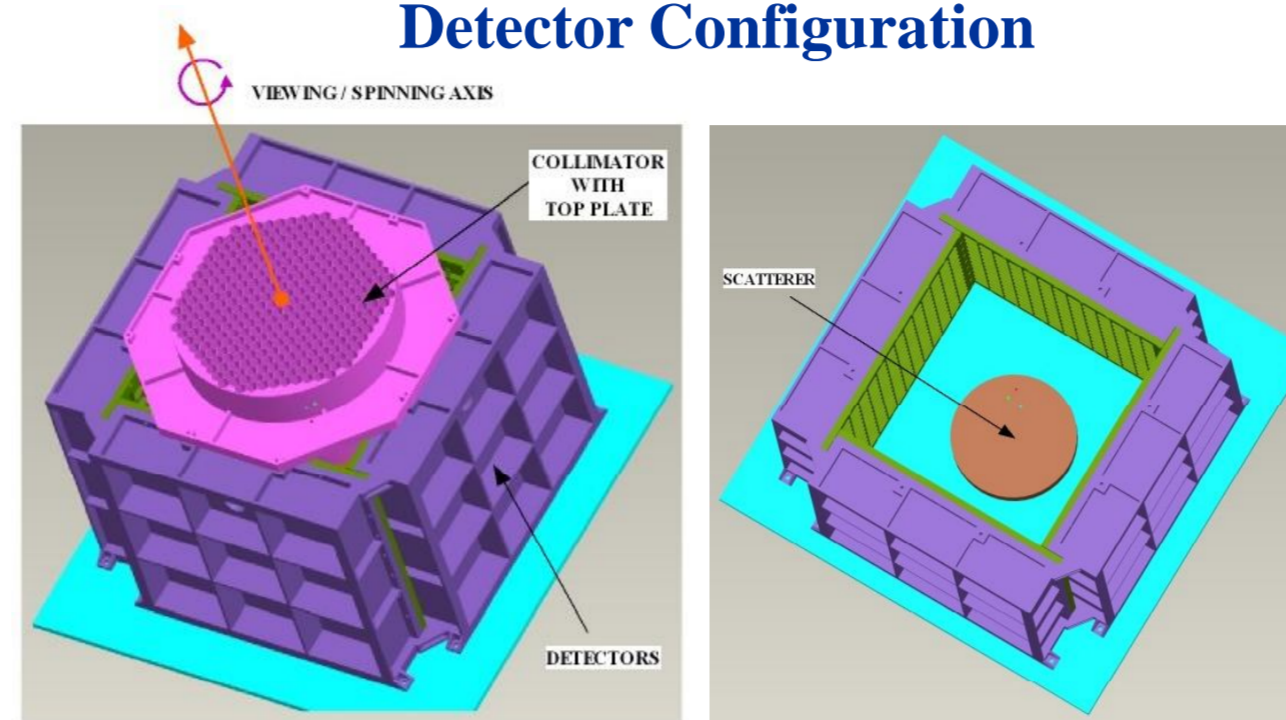 Detector Configuration
VIEWING / SPINNING AXIS
COLLIMATOR
WITH
TOP PLATE
DETECTORS
SCATTERER